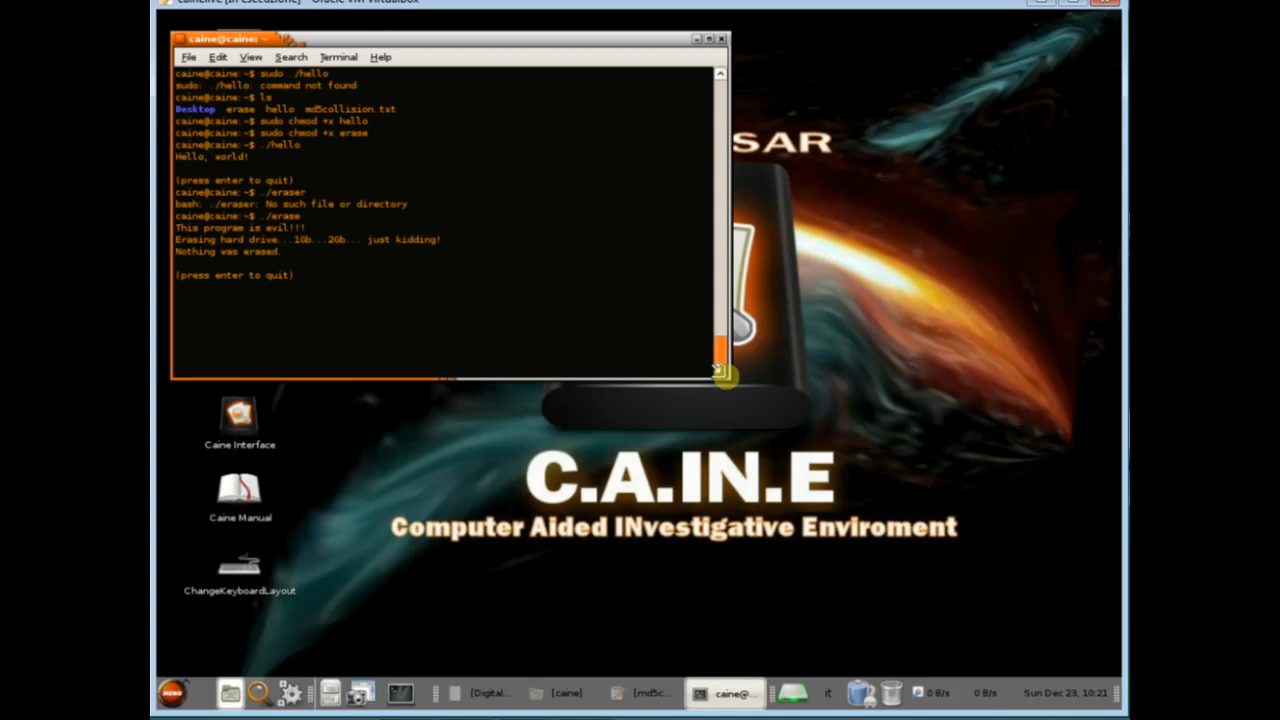 cainelive [In esecuzione] - Oracle VM VirtualBox
caine@caine: ~
File Edit View Search Terminal Help
caine@caine:~$ sudo ./hello
sudo: ./hello: command not found
caine@caine:~$ ls
Desktop erase hello md5collision.txt
caine@caine:~$ sudo chmod +x hello
caine@caine:~$ sudo chmod +x erase
caine@caine:~$ ./hello
Hello, world!
(press enter to quit)
caine@caine:~$ ./eraser
bash: ./eraser: No such file or directory
caine@caine:~$ ./erase
This program is evil!!!
Erasing hard drive...1Gb...2Gb... just kidding!
Nothing was erased.
(press enter to quit)
SAR
Caine Interface
C.A.IN.E
Computer Aided INvestigative Enviroment
Caine Manual
ChangeKeyboardLayout
MENU
[Digital...
[caine]
[md5c...
caine@...
it
0 B/s
0 B/s
Sun Dec 23, 10:21